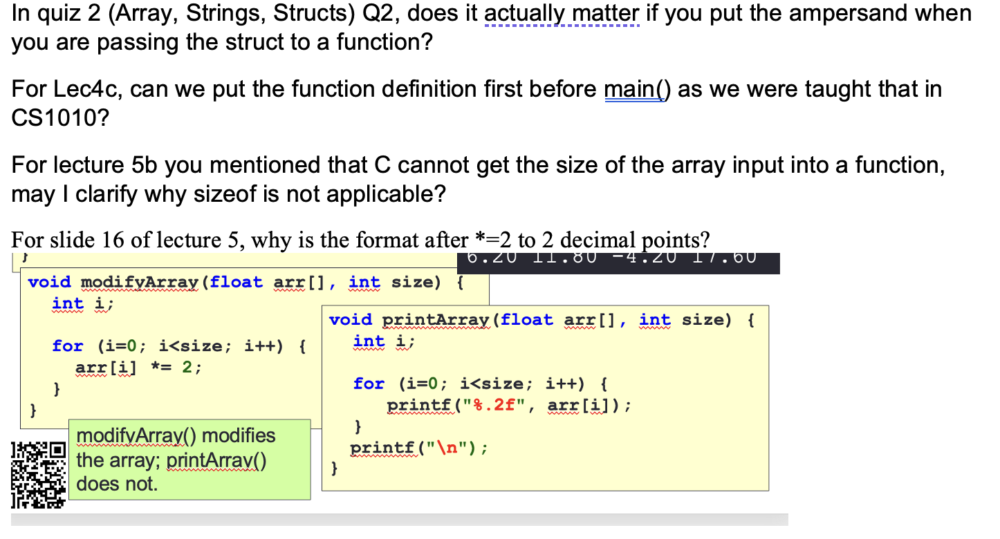 In quiz 2 (Array, Strings, Structs) Q2, does it actually matter if you put the ampersand when
you are passing the struct to a function?
For Lec4c, can we put the function definition first before main() as we were taught that in
CS1010?
For lecture 5b you mentioned that C cannot get the size of the array input into a function,
may I clarify why sizeof is not applicable?
For slide 16 of lecture 5, why is the format after *=2 to 2 decimal points?
}
6.20 11.80 -4.20 17.60
void modifyArray(float arr[], int size) {
int i;
for (i=0; i<size; i++) {
arr[i] *= 2;
}
}
void printArray(float arr[], int size) {
int i;
for (i=0; i<size; i++) {
printf("%.2f", arr[i]);
}
printf("\n");
}
modifyArray() modifies
the array; printArray()
does not.